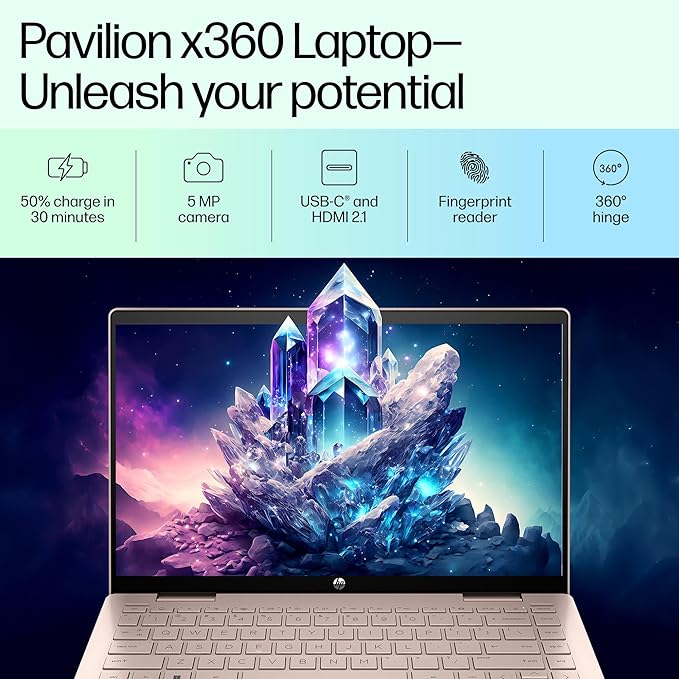 Pavilion x360 Laptop—
Unleash your potential
50% charge in
30 minutes
5 MP
camera
USB-C® and
HDMI 2.1
Fingerprint
reader
360°
360°
hinge
hp